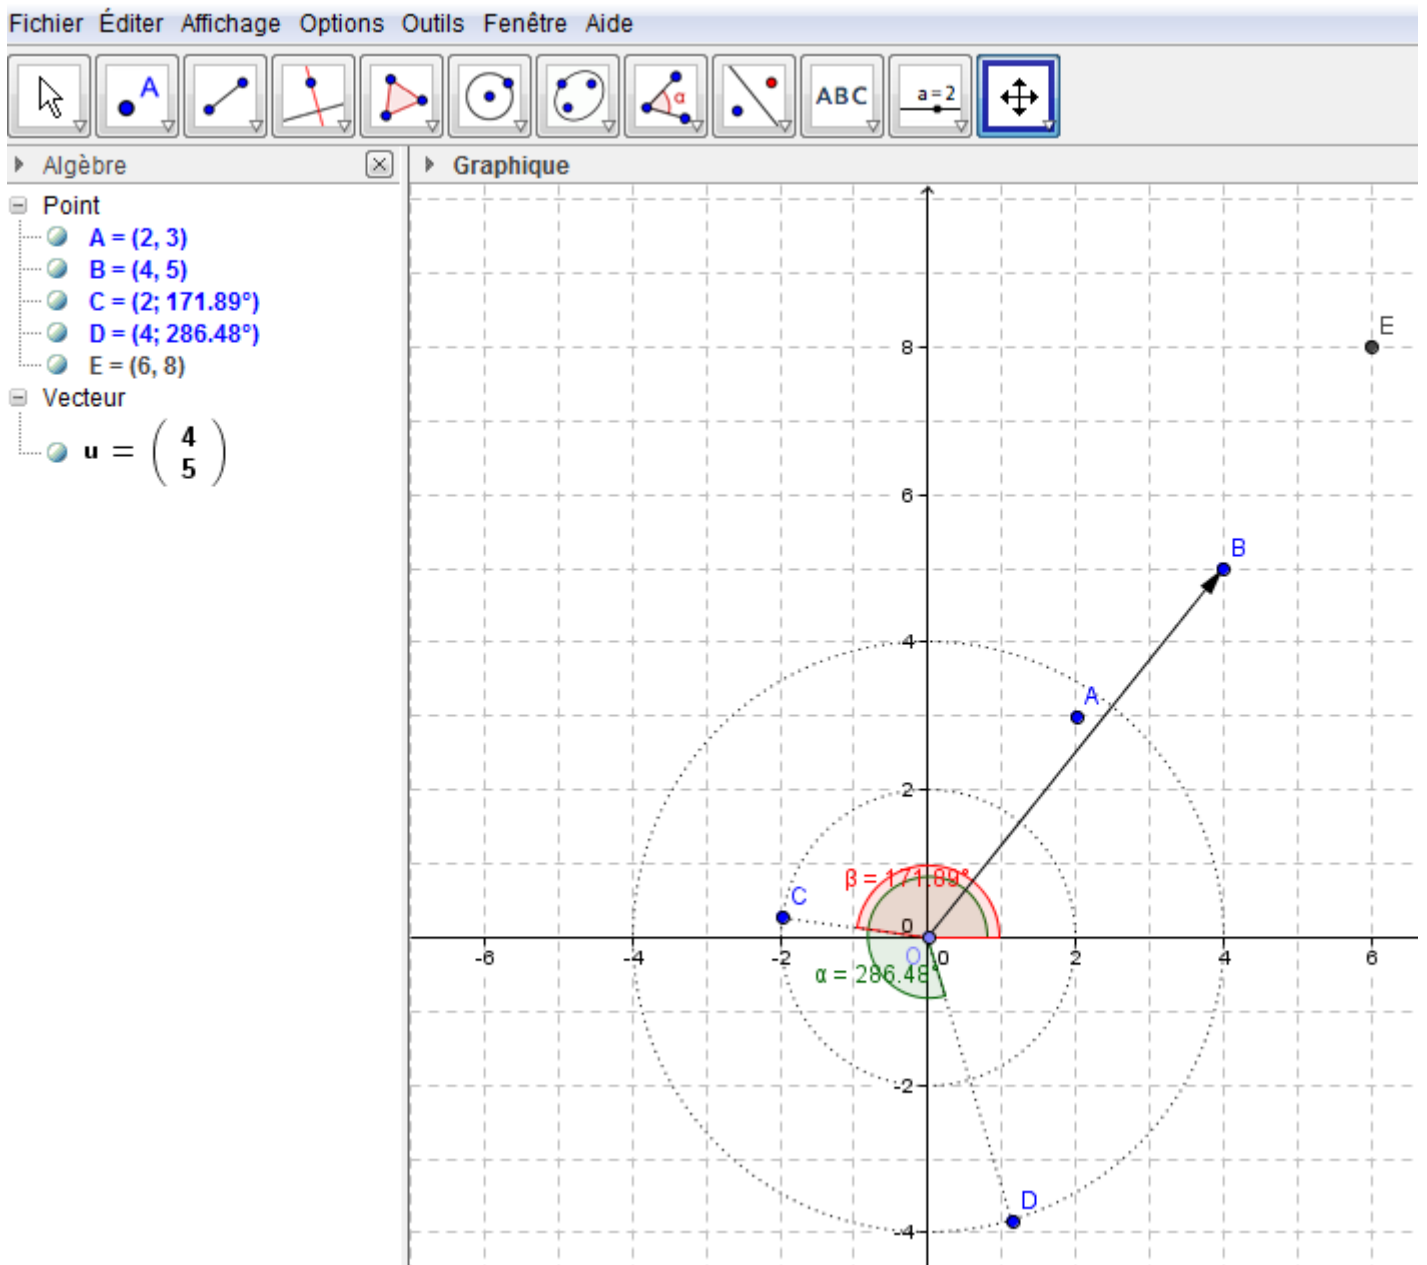 Fichier Éditer Affichage Options Outils Fenêtre Aide
A
α
ABC
a=2
Algèbre
Graphique
Point
A = (2, 3)
B = (4, 5)
C = (2; 171.89°)
D = (4; 286.48°)
E = (6, 8)
Vecteur
u = ( 4
5 )
E
8
6
B
4
A
2
β = 171.89°
C
0
-6 -4 -2 O 0 2 4 6
α = 286.48°
-2
D
-4